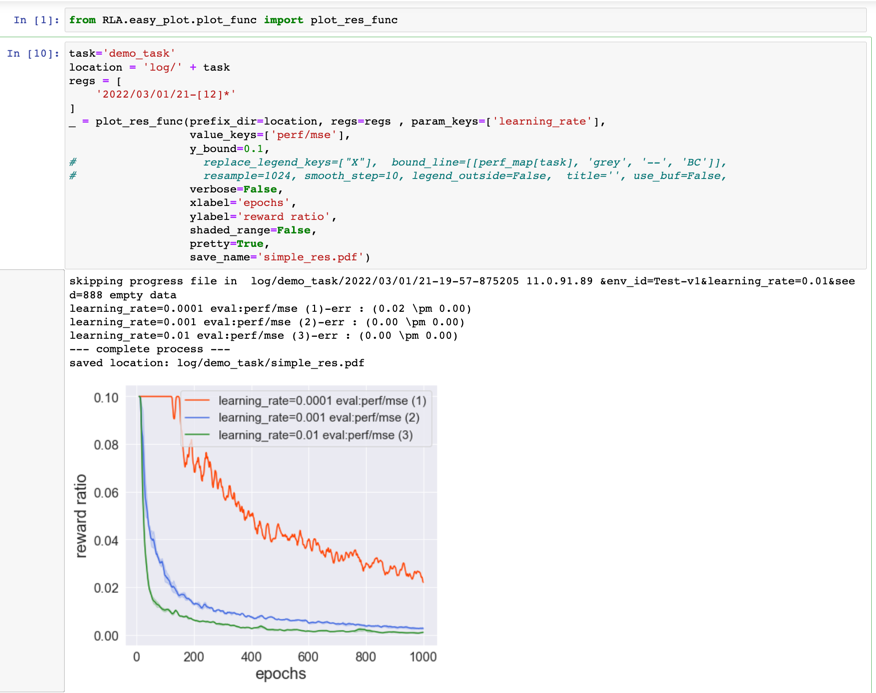 In [1]: from RLA.easy_plot.plot_func import plot_res_func
In [10]: task='demo_task'
location = 'log/' + task
regs = [
    '2022/03/01/21-[12]*'
]
_ = plot_res_func(prefix_dir=location, regs=regs , param_keys=['learning_rate'],
                  value_keys=['perf/mse'],
                  y_bound=0.1,
#                   replace_legend_keys=["X"],  bound_line=[[perf_map[task], 'grey', '--', 'BC']],
#                   resample=1024, smooth_step=10, legend_outside=False,  title='', use_buf=False,
                  verbose=False,
                  xlabel='epochs',
                  ylabel='reward ratio',
                  shaded_range=False,
                  pretty=True,
                  save_name='simple_res.pdf')
skipping progress file in  log/demo_task/2022/03/01/21-19-57-875205 11.0.91.89 &env_id=Test-v1&learning_rate=0.01&see
d=888 empty data
learning_rate=0.0001 eval:perf/mse (1)-err : (0.02 \pm 0.00)
learning_rate=0.001 eval:perf/mse (2)-err : (0.00 \pm 0.00)
learning_rate=0.01 eval:perf/mse (3)-err : (0.00 \pm 0.00)
--- complete process ---
saved location: log/demo_task/simple_res.pdf
learning_rate=0.0001 eval:perf/mse (1)
learning_rate=0.001 eval:perf/mse (2)
learning_rate=0.01 eval:perf/mse (3)
0.10
0.08
0.06
0.04
0.02
0.00
reward ratio
0 200 400 600 800 1000
epochs